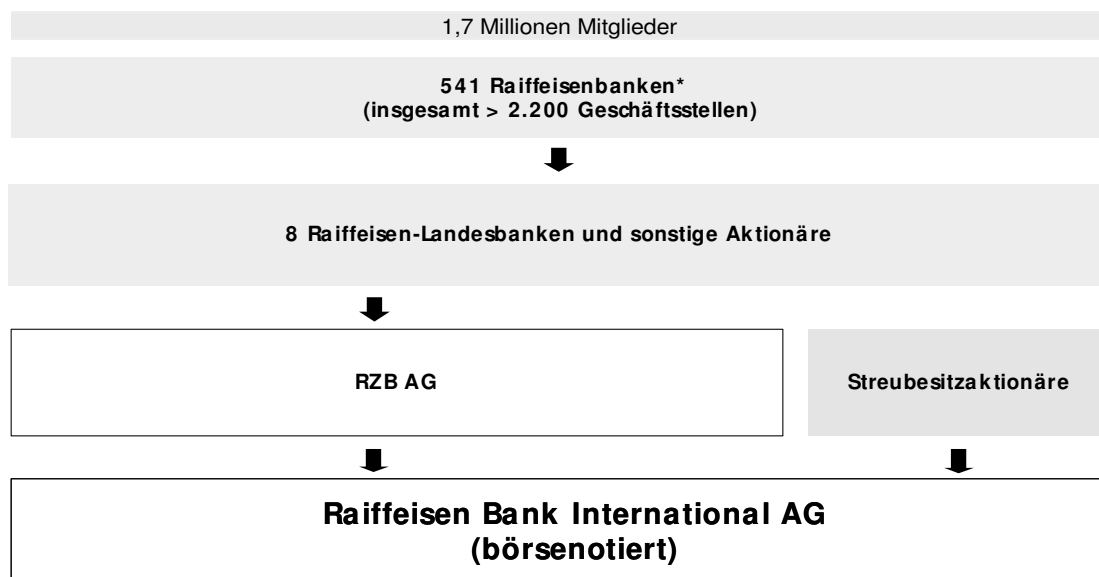 1,7 Millionen Mitglieder
541 Raiffeisenbanken*
(insgesamt > 2.200 Geschäftsstellen)
8 Raiffeisen-Landesbanken und sonstige Aktionäre
RZB AG
Streubesitzaktionäre
Raiffeisen Bank International AG
(börsenotiert)